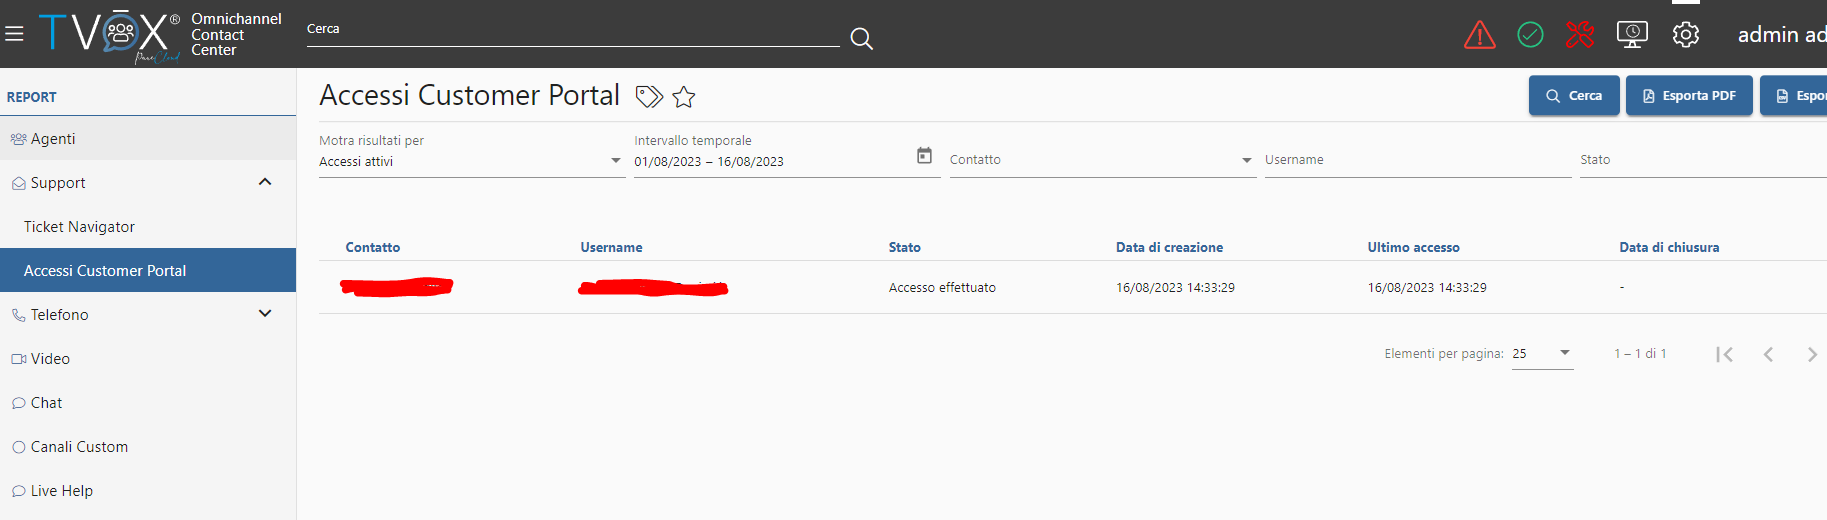 TVOX®
Omnichannel
Contact
Center
PureCloud
Cerca
admin ad
REPORT
Agenti
Support
Ticket Navigator
Accessi Customer Portal
Telefono
Video
Chat
Canali Custom
Live Help
Accessi Customer Portal
Cerca
Esporta PDF
Espor
Motra risultati per
Accessi attivi
Intervallo temporale
01/08/2023 – 16/08/2023
Contatto
Username
Stato
Contatto Username Stato Data di creazione Ultimo accesso Data di chiusura
Accesso effettuato 16/08/2023 14:33:29 16/08/2023 14:33:29 -
Elementi per pagina: 25 1 – 1 di 1